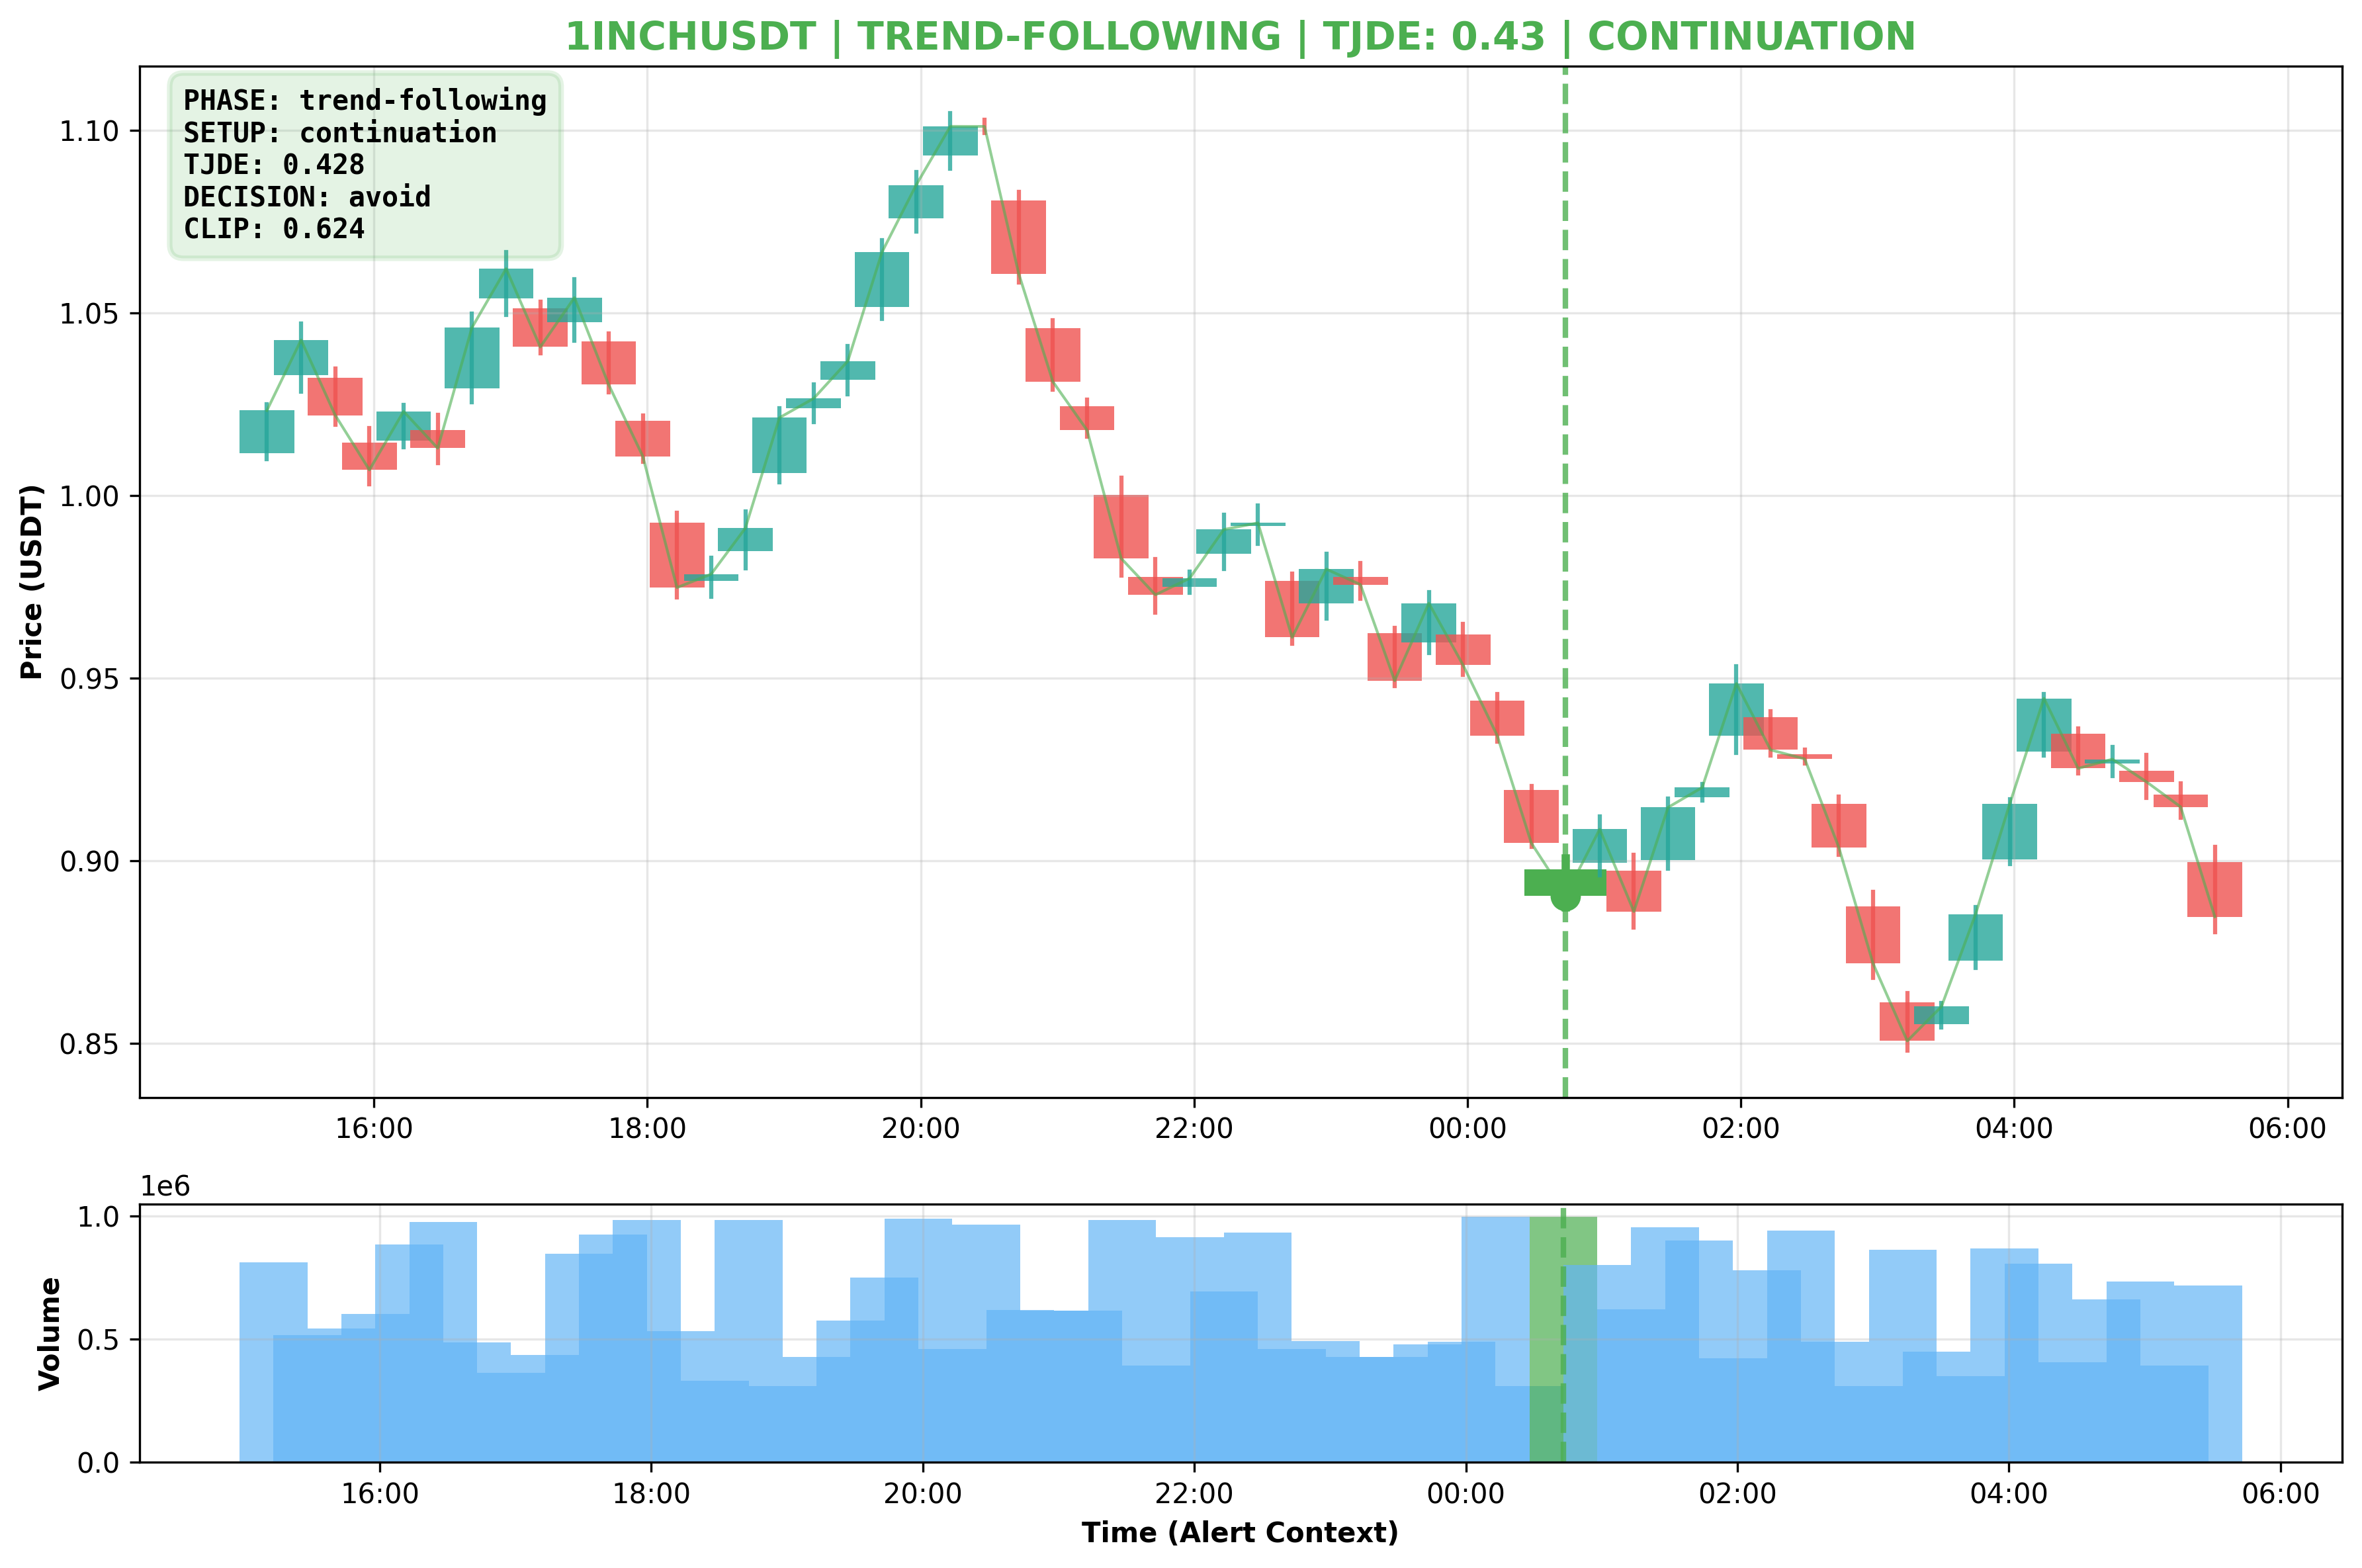 1INCHUSDT | TREND-FOLLOWING | TJDE: 0.43 | CONTINUATION
PHASE: trend-following
SETUP: continuation
TJDE: 0.428
DECISION: avoid
CLIP: 0.624
Price (USDT)
1.10
1.05
1.00
0.95
0.90
0.85
16:00 18:00 20:00 22:00 00:00 02:00 04:00 06:00
1e6
Volume
1.0
0.5
0.0
16:00 18:00 20:00 22:00 00:00 02:00 04:00 06:00
Time (Alert Context)